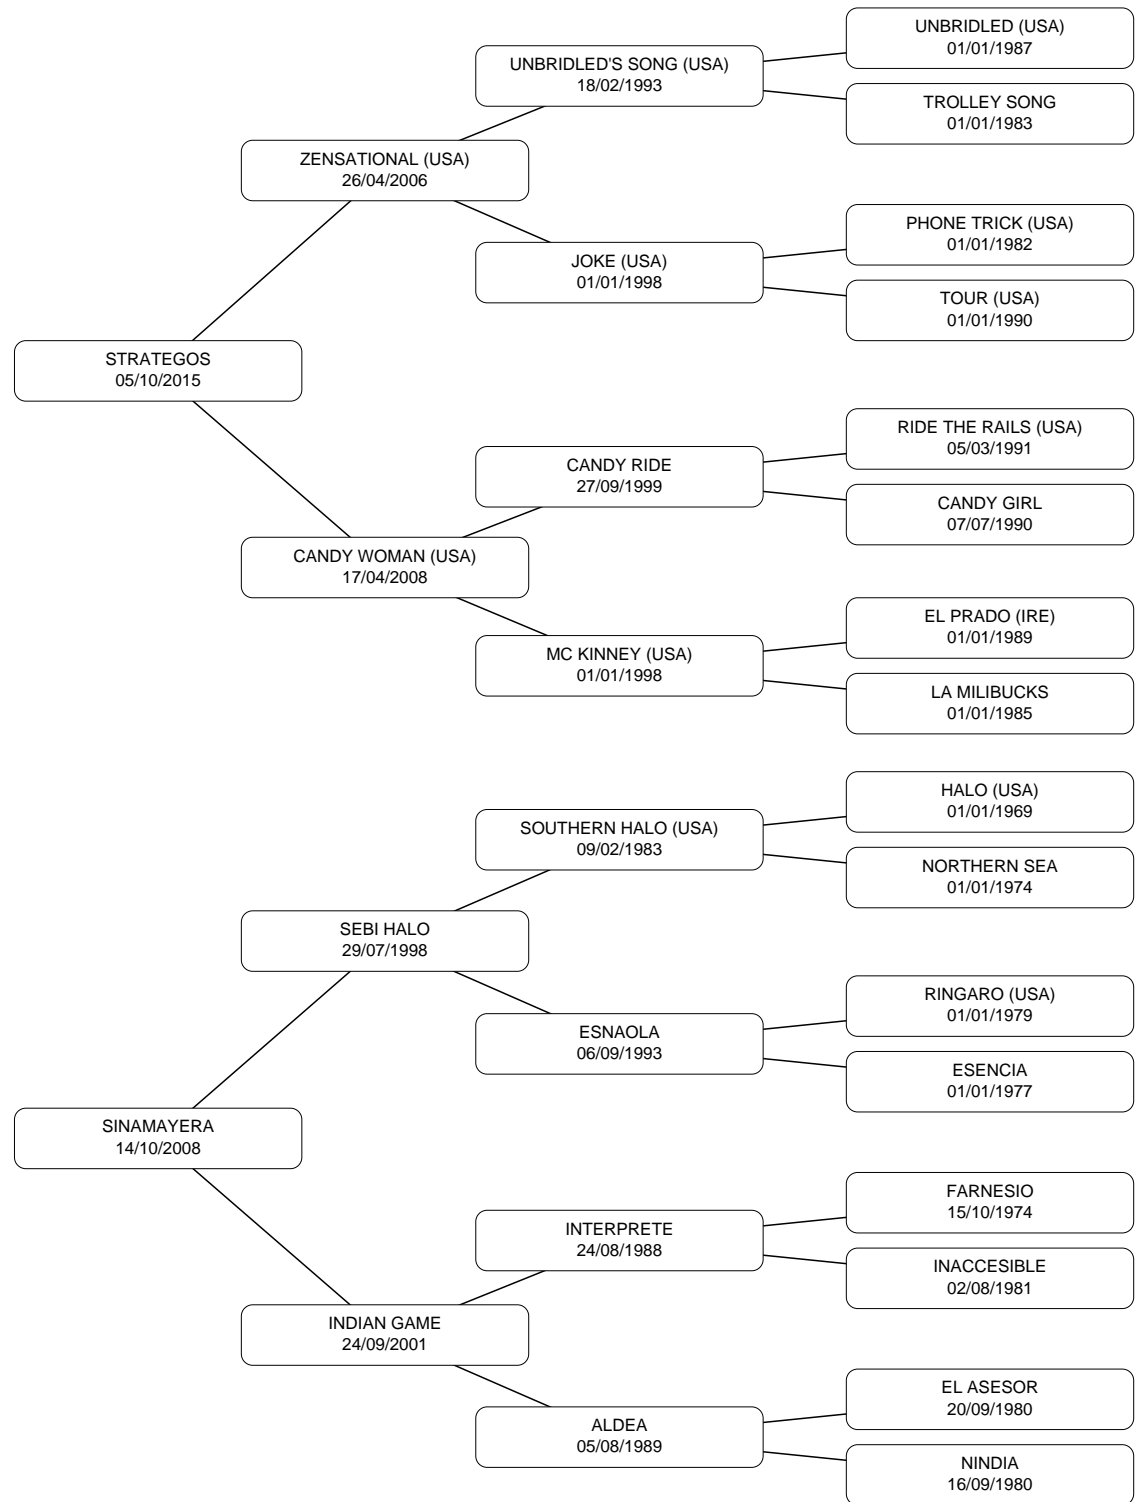 UNBRIDLED (USA)
01/01/1987
UNBRIDLED'S SONG (USA)
18/02/1993
TROLLEY SONG
01/01/1983
ZENSATIONAL (USA)
26/04/2006
PHONE TRICK (USA)
01/01/1982
JOKE (USA)
01/01/1998
TOUR (USA)
01/01/1990
STRATEGOS
05/10/2015
RIDE THE RAILS (USA)
05/03/1991
CANDY RIDE
27/09/1999
CANDY GIRL
07/07/1990
CANDY WOMAN (USA)
17/04/2008
EL PRADO (IRE)
01/01/1989
MC KINNEY (USA)
01/01/1998
LA MILIBUCKS
01/01/1985
HALO (USA)
01/01/1969
SOUTHERN HALO (USA)
09/02/1983
NORTHERN SEA
01/01/1974
SEBI HALO
29/07/1998
RINGARO (USA)
01/01/1979
ESNAOLA
06/09/1993
ESENCIA
01/01/1977
SINAMAYERA
14/10/2008
FARNESIO
15/10/1974
INTERPRETE
24/08/1988
INACCESIBLE
02/08/1981
INDIAN GAME
24/09/2001
EL ASESOR
20/09/1980
ALDEA
05/08/1989
NINDIA
16/09/1980